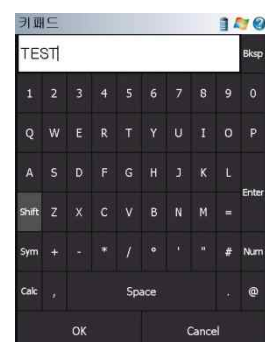 키패드
TEST
Bksp
1 2 3 4 5 6 7 8 9 0
Q W E R T Y U I O P
A S D F G H J K L
Enter
Shift Z X C V B N M =
Sym + - * / ° ' " # Num
Calc , Space . @
OK Cancel